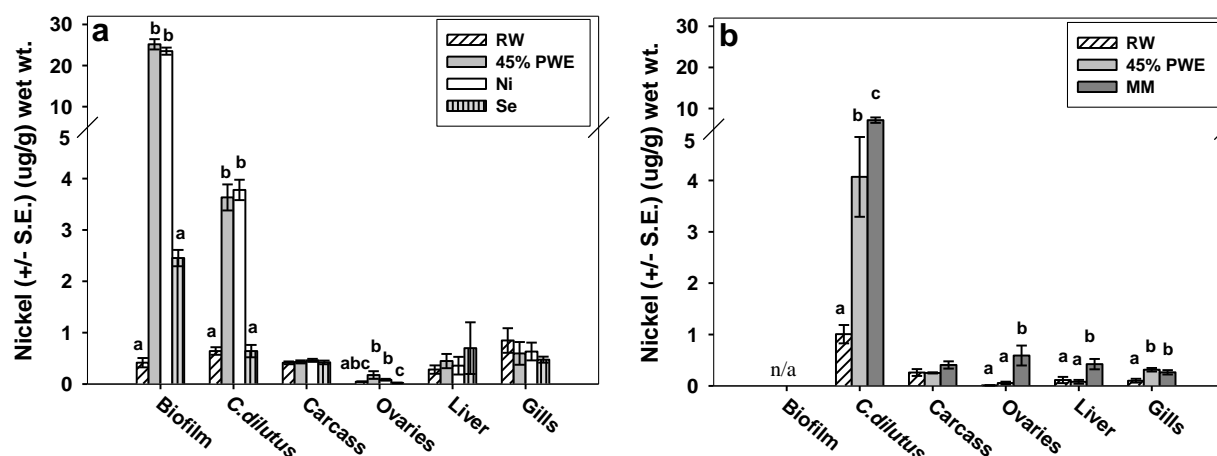 a
Nickel (+/- S.E.) (ug/g) wet wt.
30
20
10
5
4
3
2
1
0
b
b
a
a
b
b
a
a
abc
b
b
c
RW
45% PWE
Ni
Se
Biofilm
C.dilutus
Carcass
Ovaries
Liver
Gills
b
Nickel (+/- S.E.) (ug/g) wet wt.
30
20
10
5
4
3
2
1
0
n/a
a
b
c
a
a
b
a
a
b
a
b
b
RW
45% PWE
MM
Biofilm
C.dilutus
Carcass
Ovaries
Liver
Gills